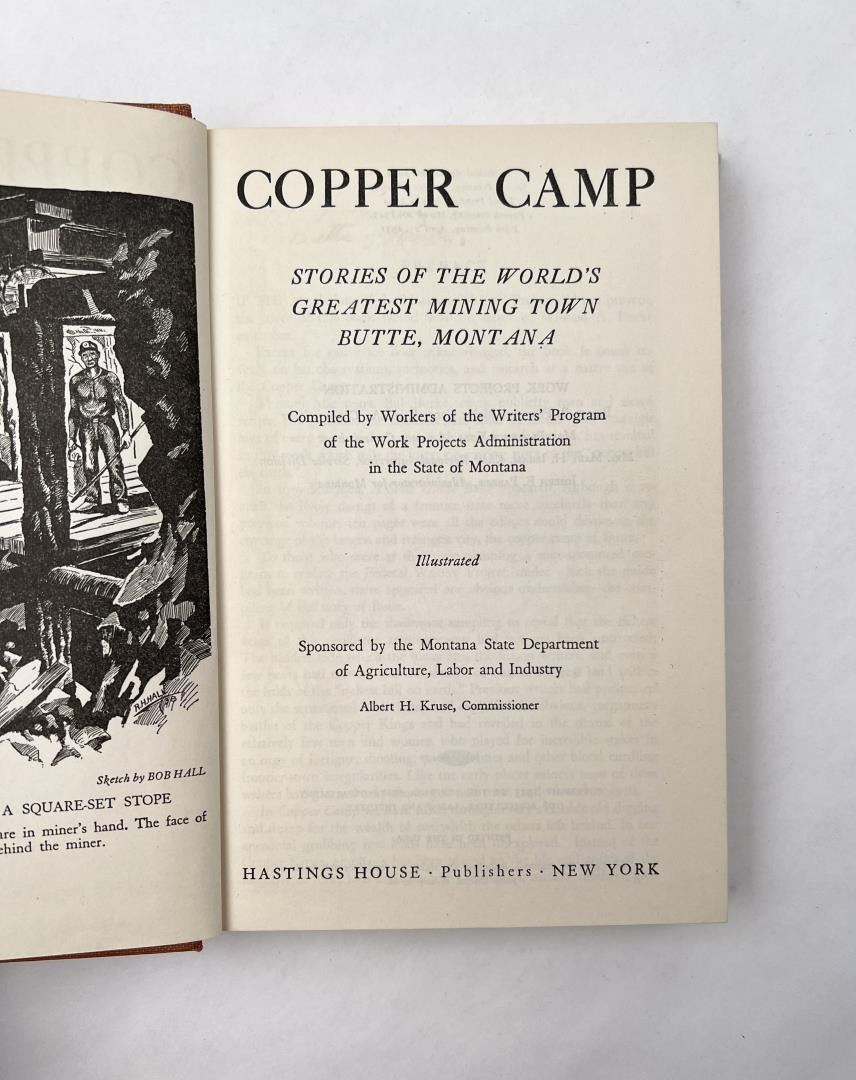 R.H.HALL
Sketch by BOB HALL
A SQUARE-SET STOPE
are in miner's hand. The face of
behind the miner.
COPPER CAMP
STORIES OF THE WORLD'S
GREATEST MINING TOWN
BUTTE, MONTANA
Compiled by Workers of the Writers' Program
of the Work Projects Administration
in the State of Montana
Illustrated
Sponsored by the Montana State Department
of Agriculture, Labor and Industry
Albert H. Kruse, Commissioner
HASTINGS HOUSE · Publishers · NEW YORK